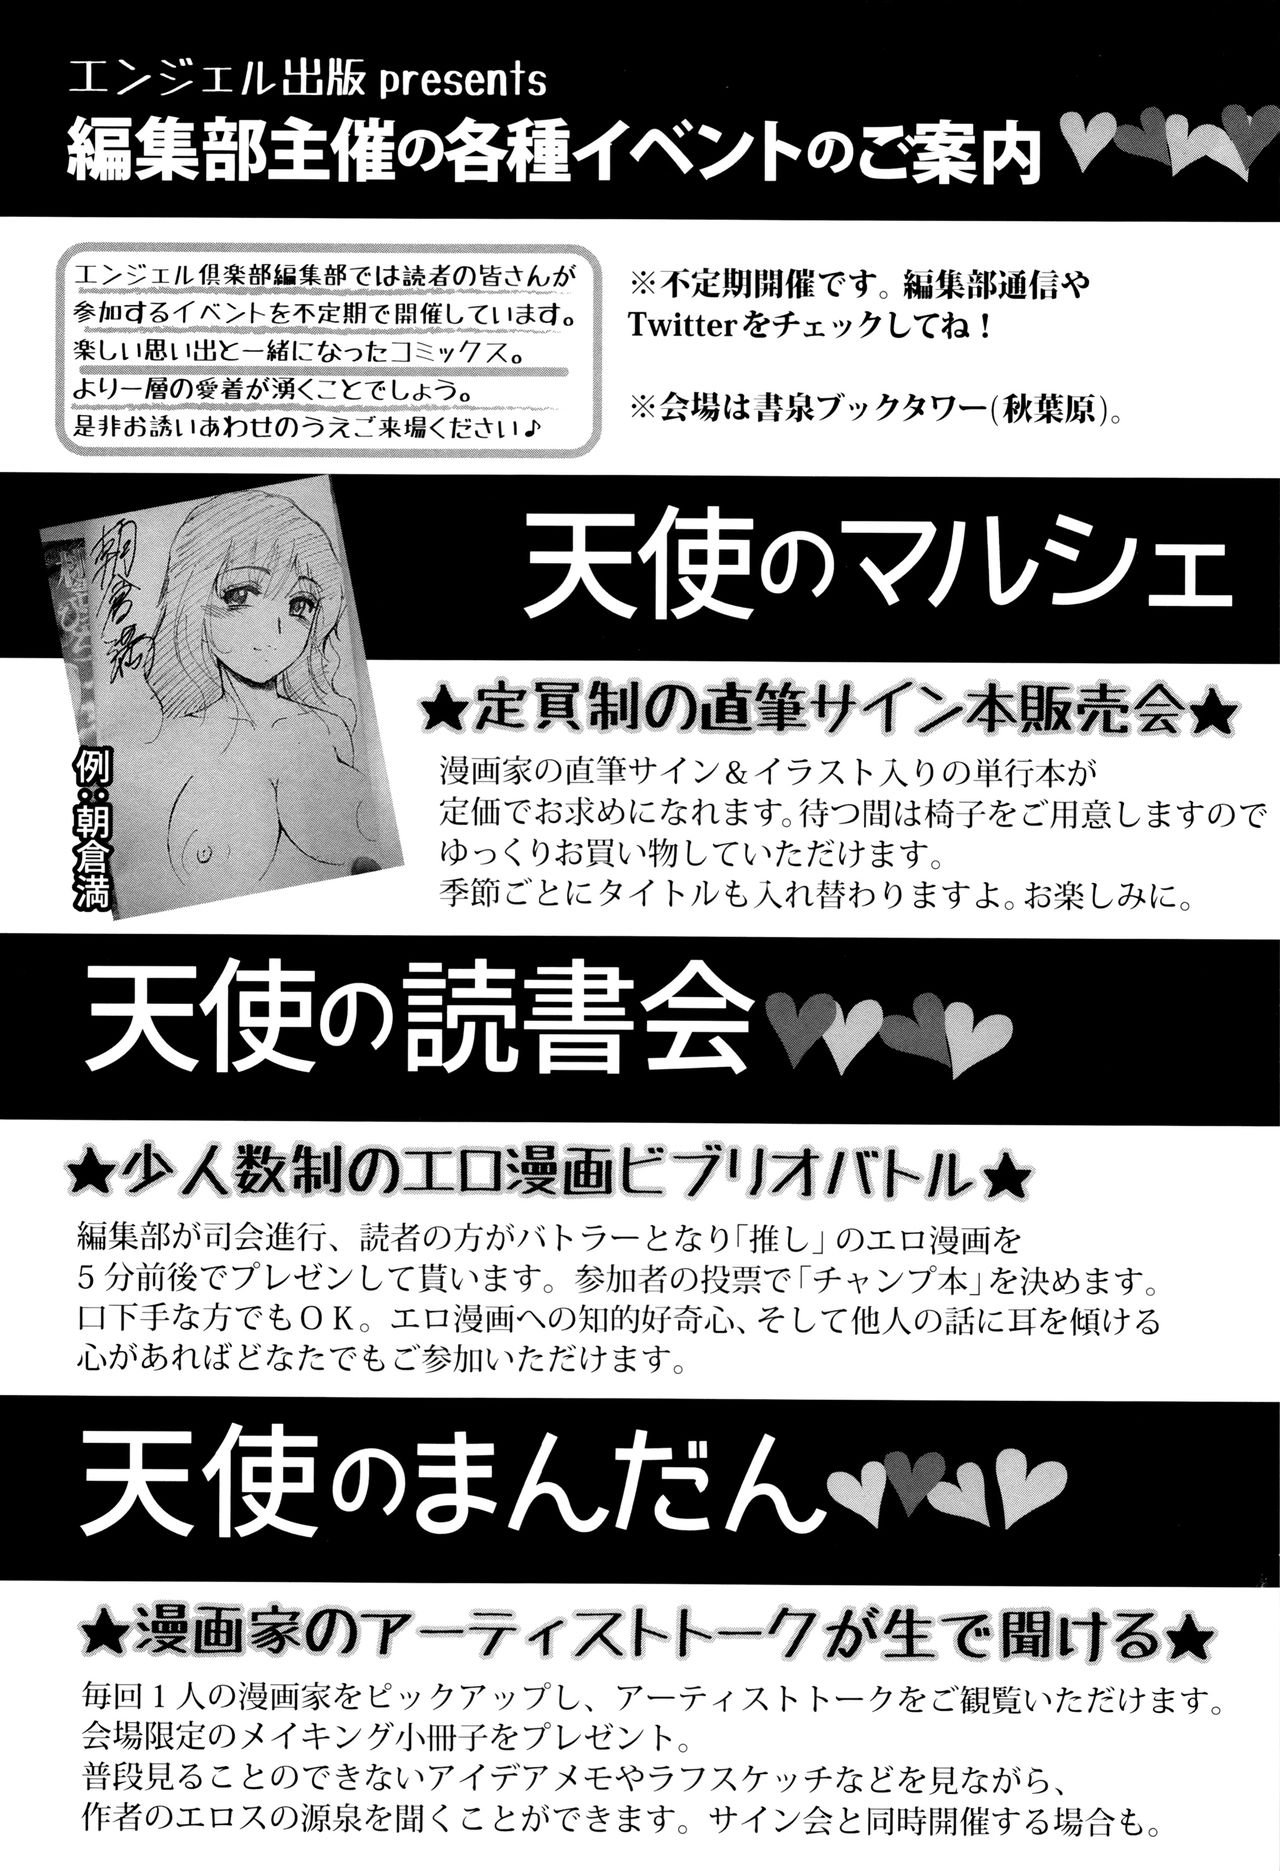 エンジェル出版 presents
編集部主催の各種イベントのご案内
エンジェル倶楽部編集部では読者の皆さんが
参加するイベントを不定期で開催しています。
楽しい思い出と一緒になったコミックス。
より一層の愛着が湧くことでしょう。
是非お誘いあわせのうえご来場ください♪
※不定期開催です。編集部通信や
Twitterをチェックしてね！
※会場は書泉ブックタワー(秋葉原)。
天使のマルシェ
朝倉満
例：朝倉満
★定員制の直筆サイン本販売会★
漫画家の直筆サイン＆イラスト入りの単行本が
定価でお求めになれます。待つ間は椅子をご用意しますので
ゆっくりお買い物していただけます。
季節ごとにタイトルも入れ替わりますよ。お楽しみに。
天使の読書会
★少人数制のエロ漫画ビブリオバトル★
編集部が司会進行、読者の方がバトラーとなり「推し」のエロ漫画を
5分前後でプレゼンして貰います。参加者の投票で「チャンプ本」を決めます。
口下手な方でもOK。エロ漫画への知的好奇心、そして他人の話に耳を傾ける
心があればどなたでもご参加いただけます。
天使のまんだん
★漫画家のアーティストトークが生で聞ける★
毎回1人の漫画家をピックアップし、アーティストトークをご観覧いただけます。
会場限定のメイキング小冊子をプレゼント。
普段見ることのできないアイデアメモやラフスケッチなどを見ながら、
作者のエロスの源泉を聞くことができます。サイン会と同時開催する場合も。